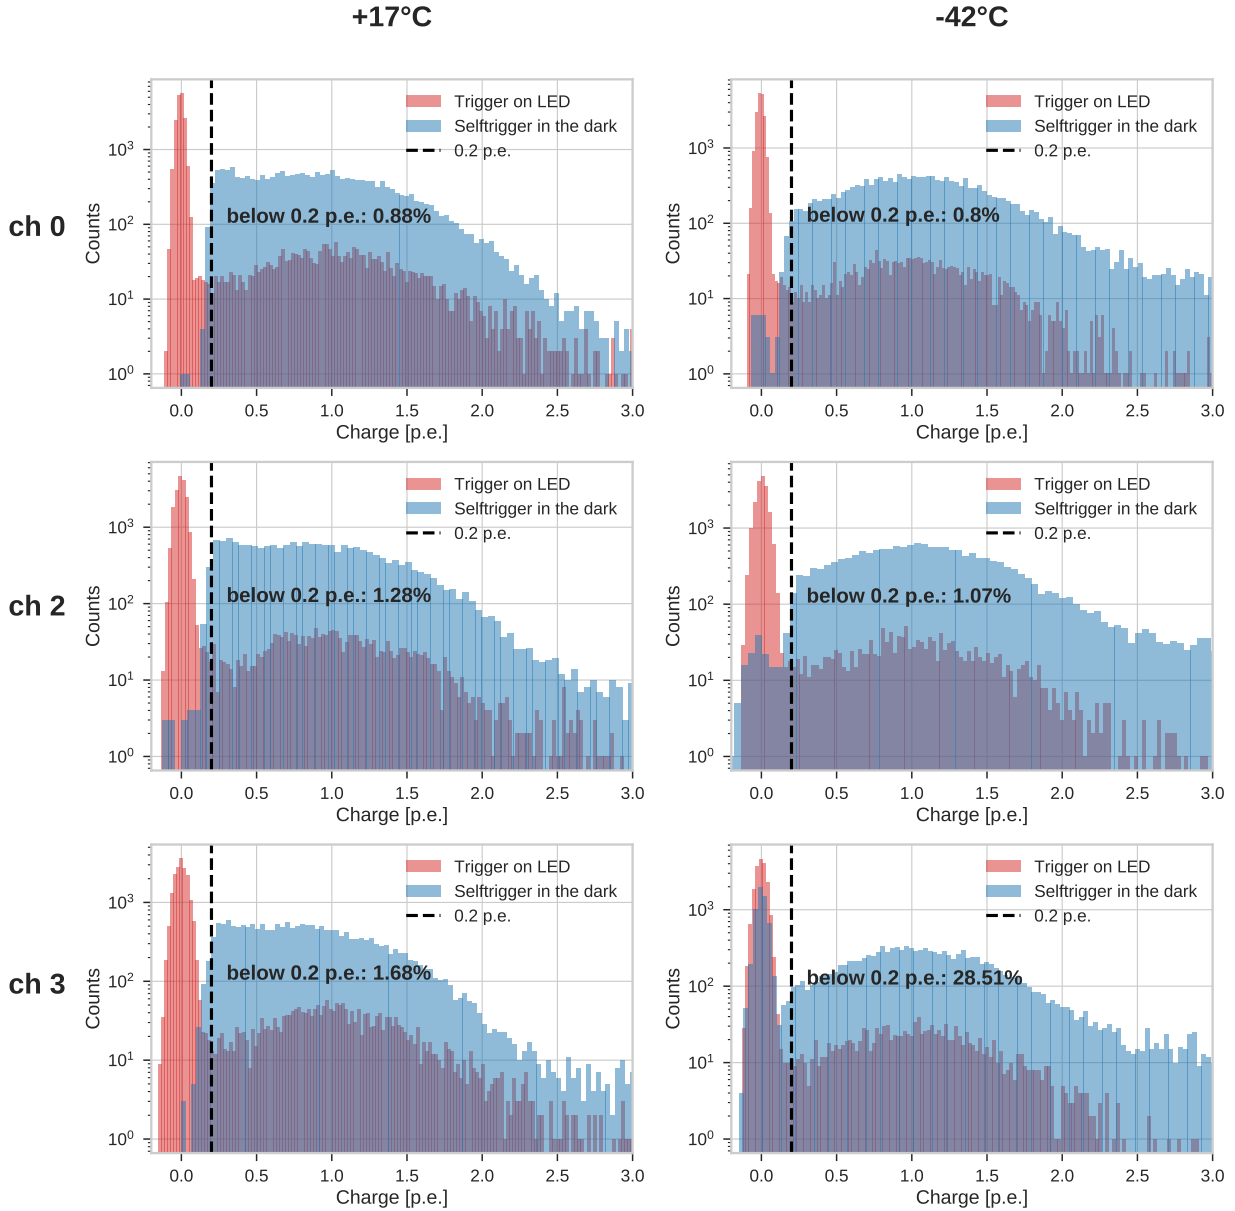 +17°C -42°C
ch 0
Counts
10³
10²
10¹
10⁰
Trigger on LED
Selftrigger in the dark
0.2 p.e.
below 0.2 p.e.: 0.88%
0.0 0.5 1.0 1.5 2.0 2.5 3.0
Charge [p.e.]
Counts
10³
10²
10¹
10⁰
Trigger on LED
Selftrigger in the dark
0.2 p.e.
below 0.2 p.e.: 0.8%
0.0 0.5 1.0 1.5 2.0 2.5 3.0
Charge [p.e.]
ch 2
Counts
10³
10²
10¹
10⁰
Trigger on LED
Selftrigger in the dark
0.2 p.e.
below 0.2 p.e.: 1.28%
0.0 0.5 1.0 1.5 2.0 2.5 3.0
Charge [p.e.]
Counts
10³
10²
10¹
10⁰
Trigger on LED
Selftrigger in the dark
0.2 p.e.
below 0.2 p.e.: 1.07%
0.0 0.5 1.0 1.5 2.0 2.5 3.0
Charge [p.e.]
ch 3
Counts
10³
10²
10¹
10⁰
Trigger on LED
Selftrigger in the dark
0.2 p.e.
below 0.2 p.e.: 1.68%
0.0 0.5 1.0 1.5 2.0 2.5 3.0
Charge [p.e.]
Counts
10³
10²
10¹
10⁰
Trigger on LED
Selftrigger in the dark
0.2 p.e.
below 0.2 p.e.: 28.51%
0.0 0.5 1.0 1.5 2.0 2.5 3.0
Charge [p.e.]